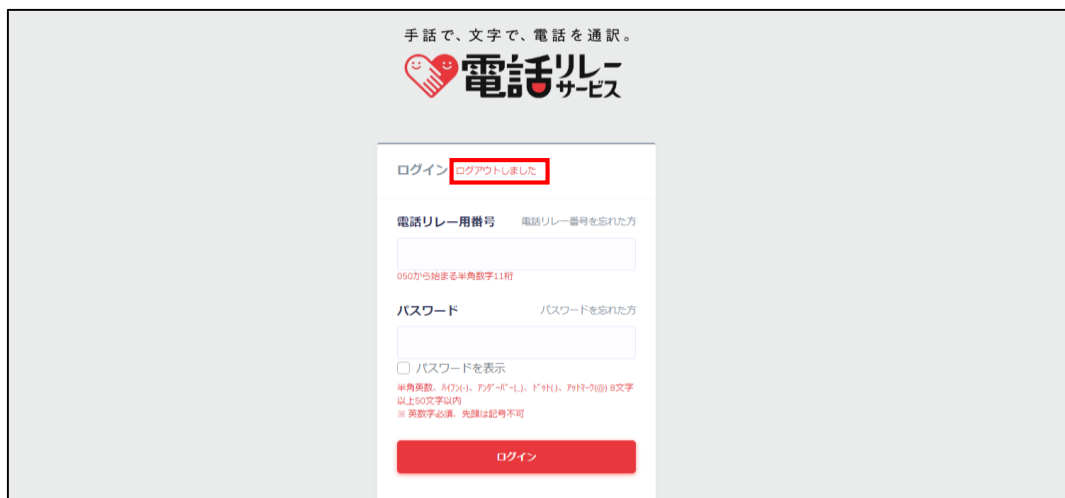 手話で、文字で、電話を通訳。
電話リレーサービス
ログイン ログアウトしました
電話リレー用番号 電話リレー番号を忘れた方
050から始まる半角数字11桁
パスワード パスワードを忘れた方
パスワードを表示
半角英数、ﾊｲﾌﾝ(-)、ｱﾝﾀﾞｰﾊﾞｰ(_)、ﾄﾞｯﾄ(.)、ｱｯﾄﾏｰｸ(@) 8文字
以上50文字以内
※ 英数字必須、先頭は記号不可
ログイン